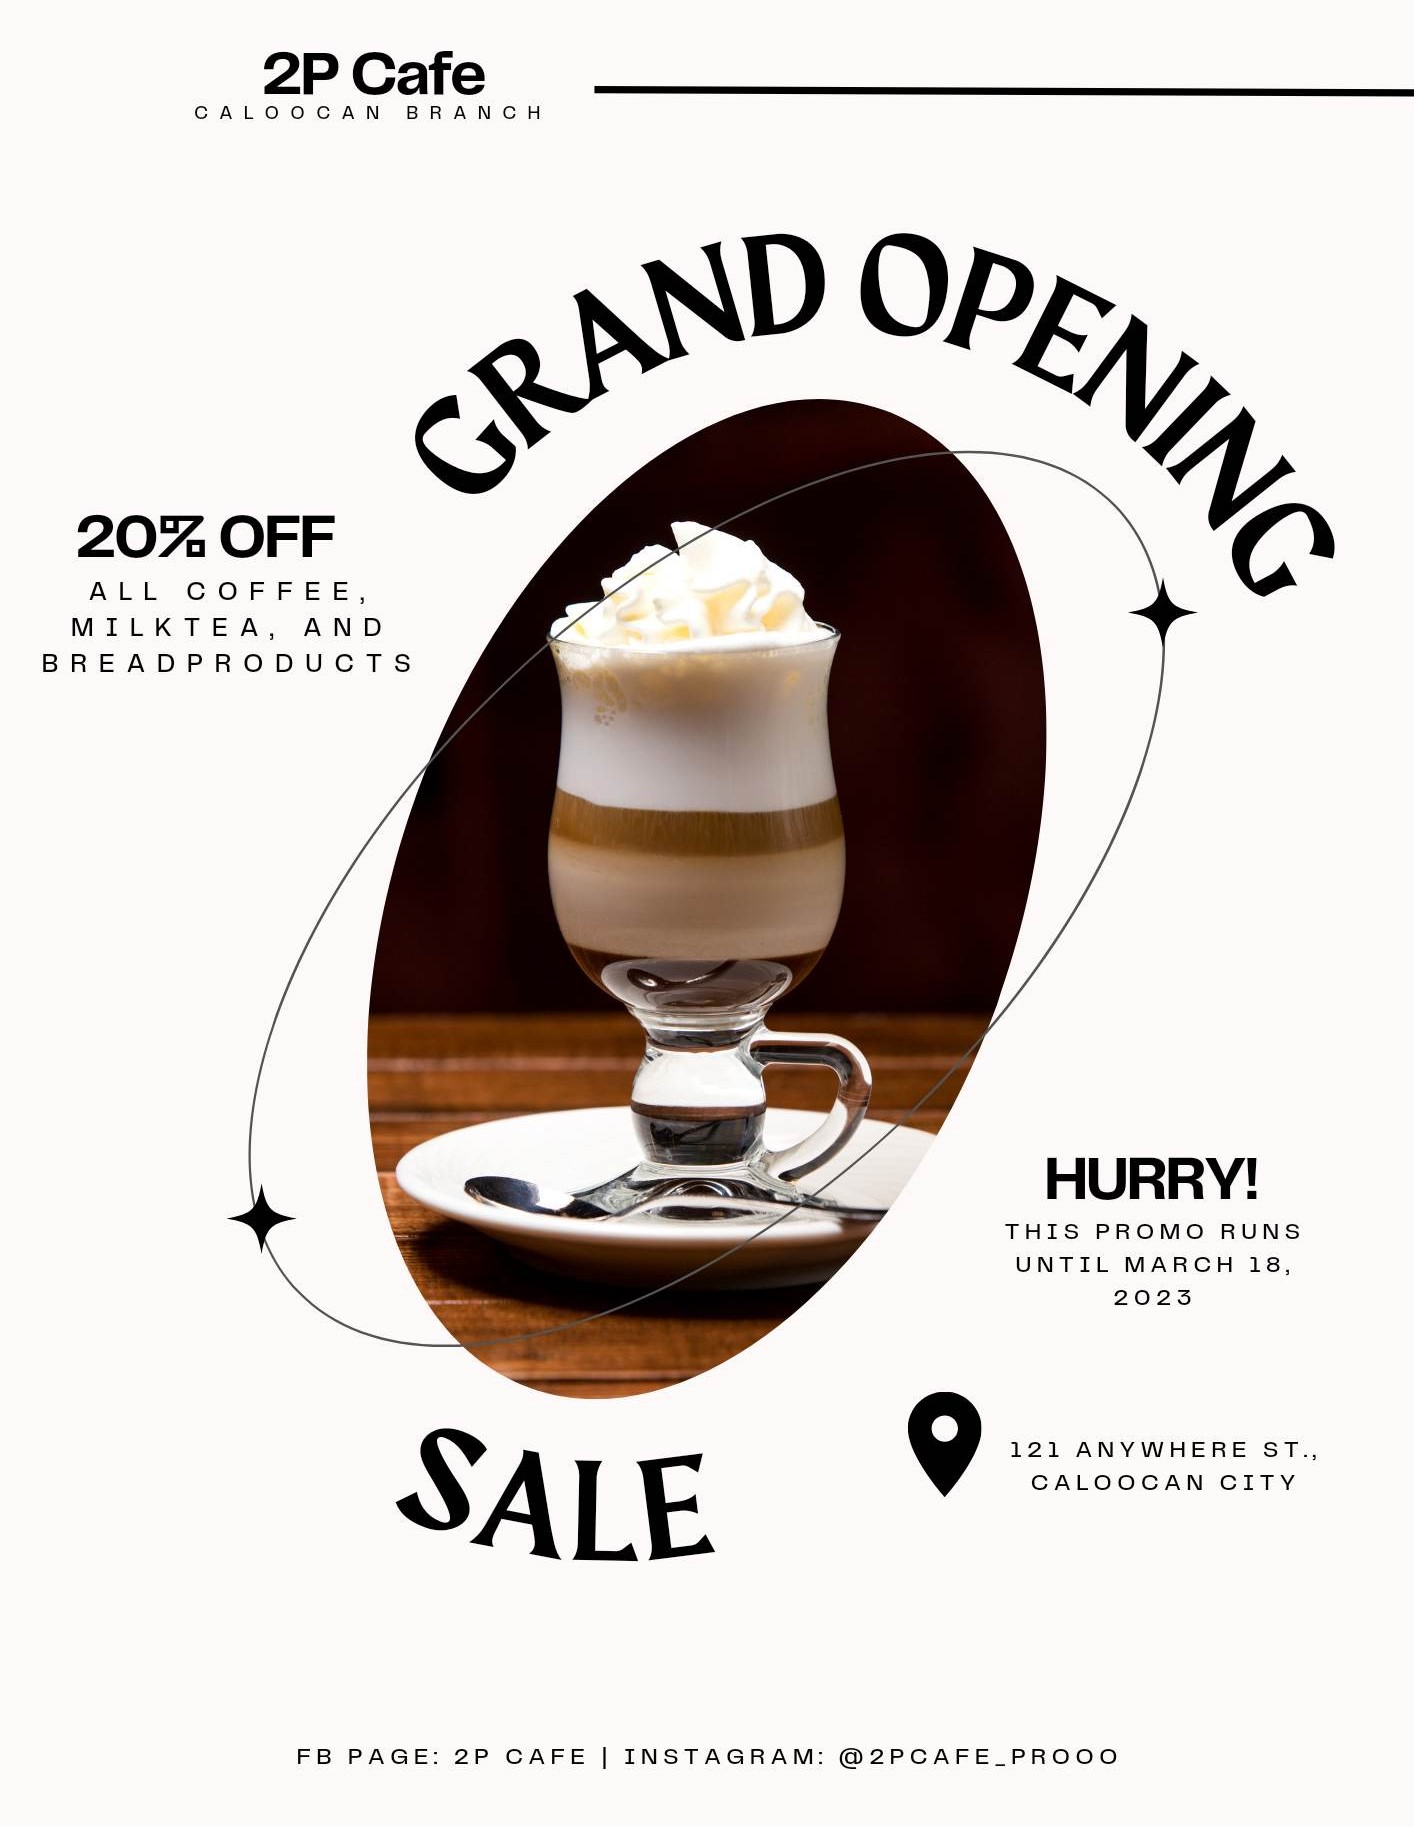 2P Cafe
CALOOCAN BRANCH
GRAND OPENING
20% OFF
ALL COFFEE,
MILKTEA, AND
BREADPRODUCTS
HURRY!
THIS PROMO RUNS
UNTIL MARCH 18,
2023
121 ANYWHERE ST.,
CALOOCAN CITY
SALE
FB PAGE: 2P CAFE | INSTAGRAM: @2PCAFE_PROOO